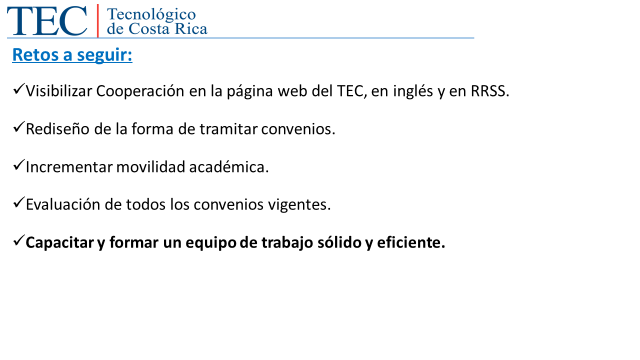 TEC
Tecnológico
de Costa Rica
Retos a seguir:
✓Visibilizar Cooperación en la página web del TEC, en inglés y en RRSS.
✓Rediseño de la forma de tramitar convenios.
✓Incrementar movilidad académica.
✓Evaluación de todos los convenios vigentes.
✓Capacitar y formar un equipo de trabajo sólido y eficiente.